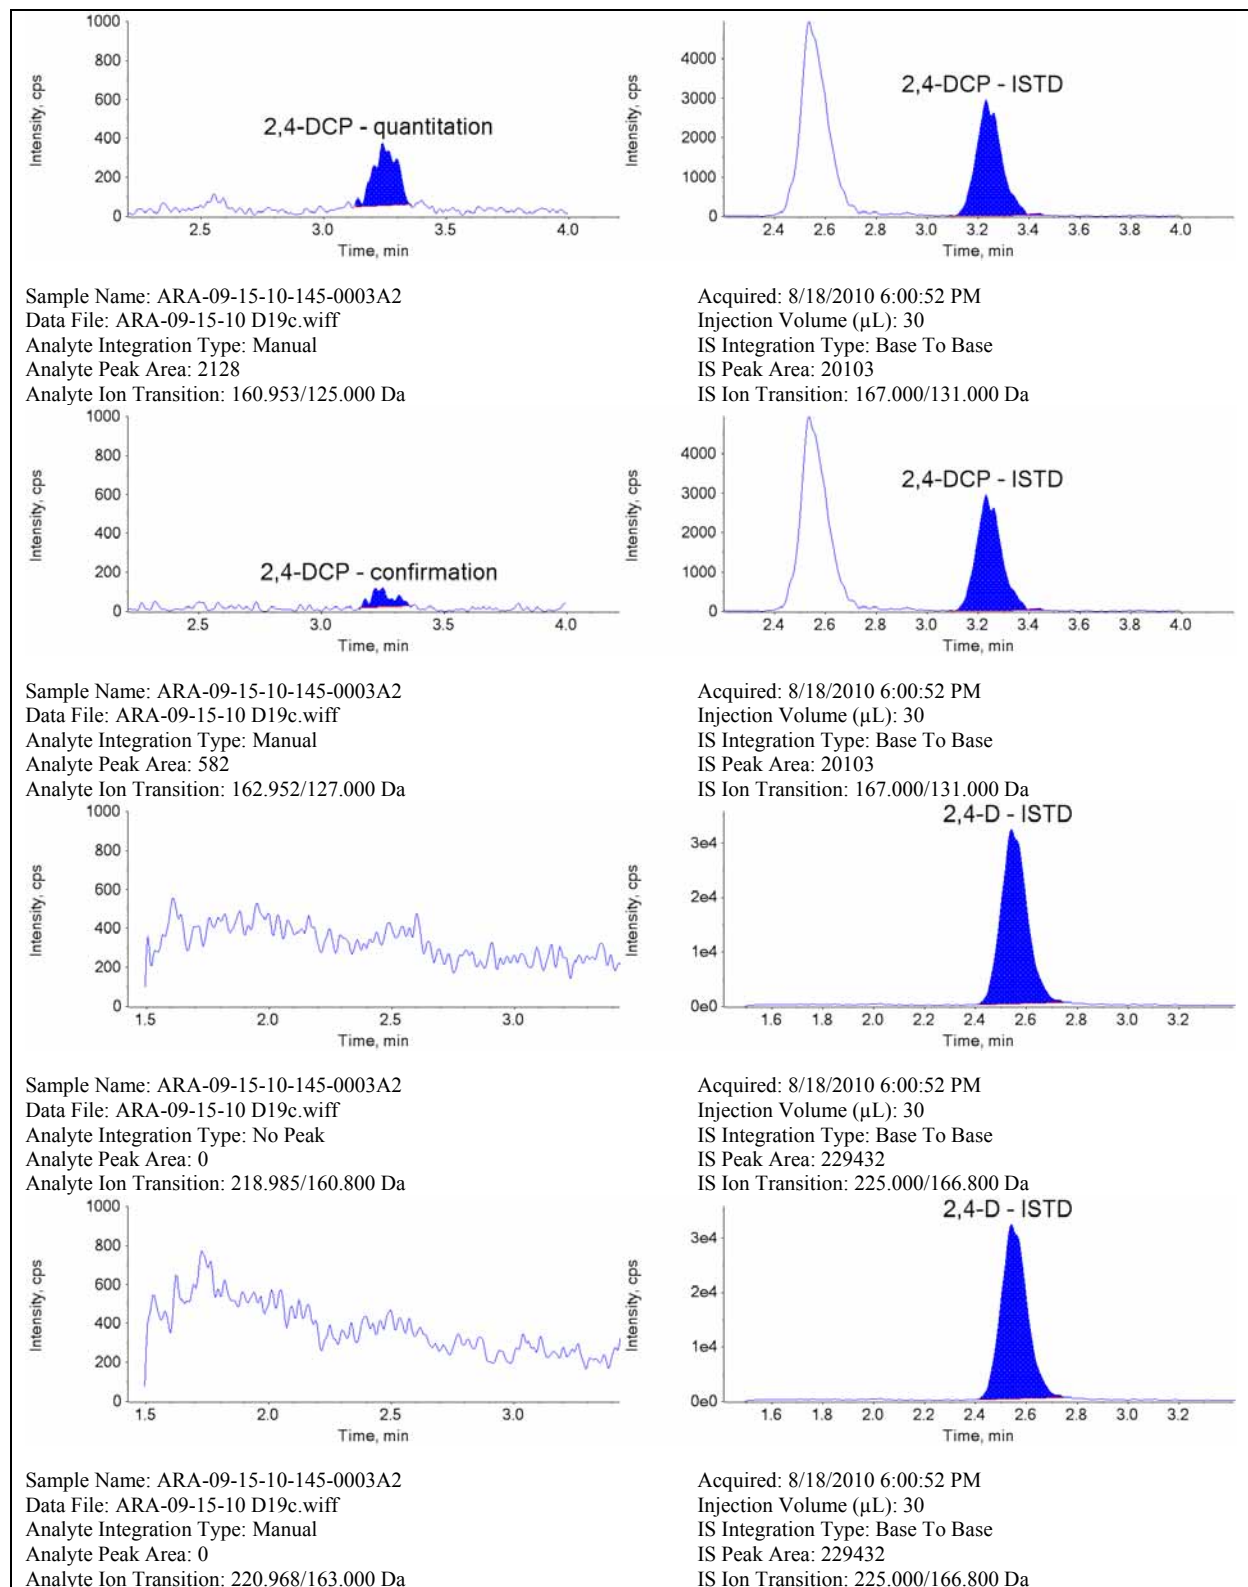 1000
800
600
400
200
0
Intensity, cps
2,4-DCP - quantitation
2.5 3.0 3.5 4.0
Time, min
4000
3000
2000
1000
0
Intensity, cps
2,4-DCP - ISTD
2.4 2.6 2.8 3.0 3.2 3.4 3.6 3.8 4.0
Time, min
Sample Name: ARA-09-15-10-145-0003A2
Data File: ARA-09-15-10 D19c.wiff
Analyte Integration Type: Manual
Analyte Peak Area: 2128
Analyte Ion Transition: 160.953/125.000 Da
Acquired: 8/18/2010 6:00:52 PM
Injection Volume (µL): 30
IS Integration Type: Base To Base
IS Peak Area: 20103
IS Ion Transition: 167.000/131.000 Da
1000
800
600
400
200
0
Intensity, cps
2,4-DCP - confirmation
2.5 3.0 3.5 4.0
Time, min
4000
3000
2000
1000
0
Intensity, cps
2,4-DCP - ISTD
2.4 2.6 2.8 3.0 3.2 3.4 3.6 3.8 4.0
Time, min
Sample Name: ARA-09-15-10-145-0003A2
Data File: ARA-09-15-10 D19c.wiff
Analyte Integration Type: Manual
Analyte Peak Area: 582
Analyte Ion Transition: 162.952/127.000 Da
Acquired: 8/18/2010 6:00:52 PM
Injection Volume (µL): 30
IS Integration Type: Base To Base
IS Peak Area: 20103
IS Ion Transition: 167.000/131.000 Da
1000
800
600
400
200
0
Intensity, cps
1.5 2.0 2.5 3.0
Time, min
2,4-D - ISTD
3e4
2e4
1e4
0e0
Intensity, cps
1.6 1.8 2.0 2.2 2.4 2.6 2.8 3.0 3.2
Time, min
Sample Name: ARA-09-15-10-145-0003A2
Data File: ARA-09-15-10 D19c.wiff
Analyte Integration Type: No Peak
Analyte Peak Area: 0
Analyte Ion Transition: 218.985/160.800 Da
Acquired: 8/18/2010 6:00:52 PM
Injection Volume (µL): 30
IS Integration Type: Base To Base
IS Peak Area: 229432
IS Ion Transition: 225.000/166.800 Da
1000
800
600
400
200
0
Intensity, cps
1.5 2.0 2.5 3.0
Time, min
2,4-D - ISTD
3e4
2e4
1e4
0e0
Intensity, cps
1.6 1.8 2.0 2.2 2.4 2.6 2.8 3.0 3.2
Time, min
Sample Name: ARA-09-15-10-145-0003A2
Data File: ARA-09-15-10 D19c.wiff
Analyte Integration Type: Manual
Analyte Peak Area: 0
Analyte Ion Transition: 220.968/163.000 Da
Acquired: 8/18/2010 6:00:52 PM
Injection Volume (µL): 30
IS Integration Type: Base To Base
IS Peak Area: 229432
IS Ion Transition: 225.000/166.800 Da